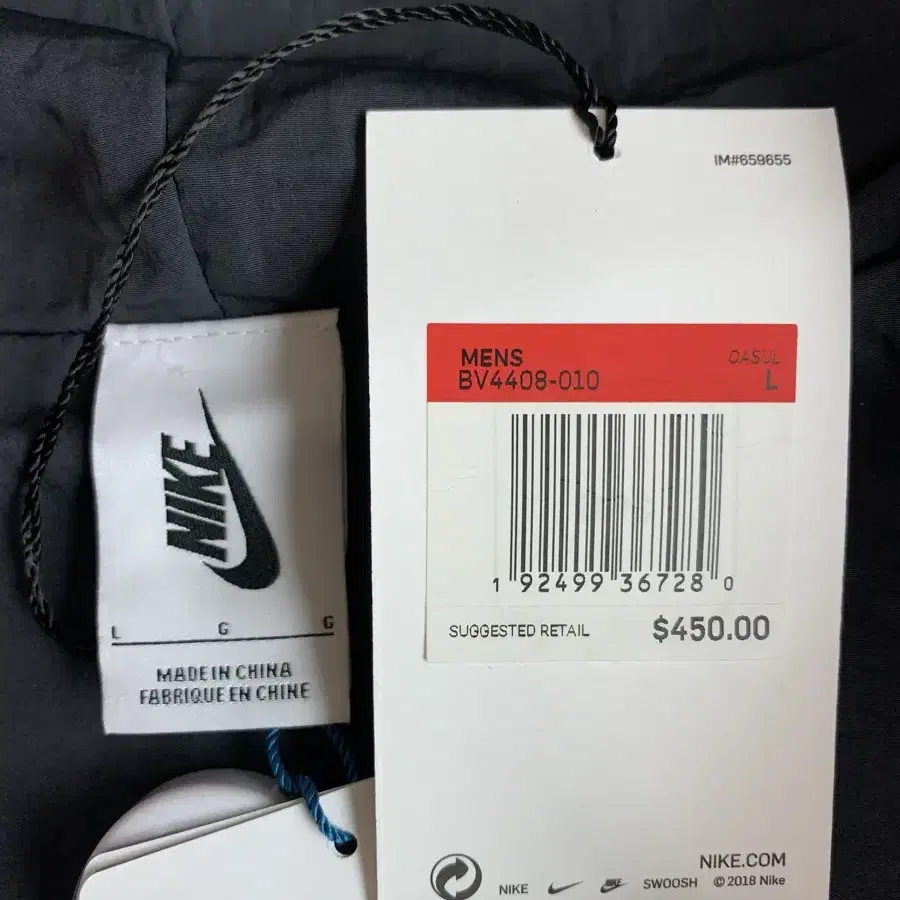 IM#659655
MENS
OASUL
BV4408-010
L
1 92499 36728 0
SUGGESTED RETAIL $450.00
NIKE.COM
NIKE SWOOSH © 2018 Nike
NIKE
L G G
MADE IN CHINA
FABRIQUE EN CHINE